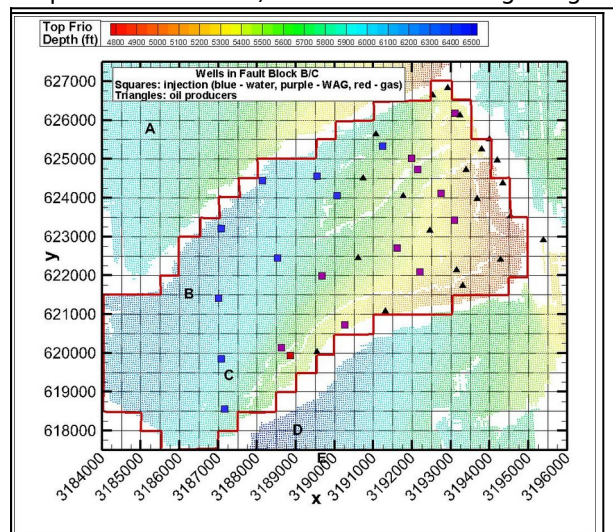 Top Frio
Depth (ft)
4800 5000 5100 5200 5300 5400 5500 5600 5700 5800 5900 6000 6100 6200 6300 6400 6500
Wells in Fault Block B/C
Squares: injection (blue - water, purple - WAG, red - gas)
Triangles: oil producers
627000
626000
A
625000
624000
623000
y
622000
B
621000
620000
C
619000
D
618000
E
3184000 3185000 3186000 3187000 3188000 3189000 3190000 3191000 3192000 3193000 3194000 3195000 3196000
x